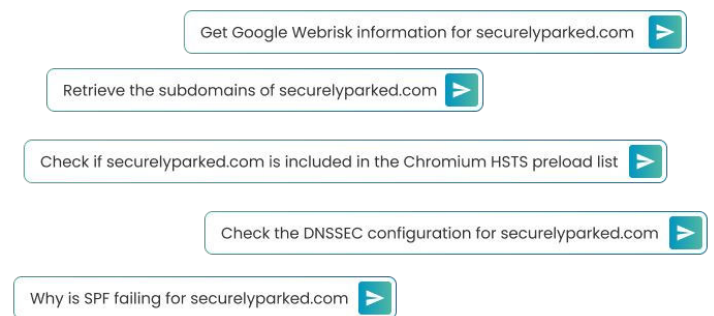 Get Google Webrisk information for securelyparked.com
Retrieve the subdomains of securelyparked.com
Check if securelyparked.com is included in the Chromium HSTS preload list
Check the DNSSEC configuration for securelyparked.com
Why is SPF failing for securelyparked.com